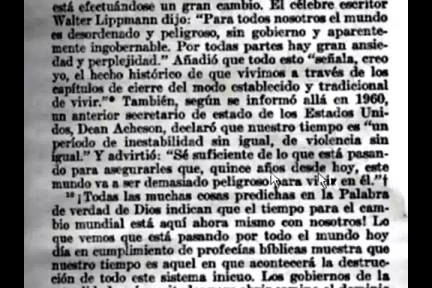 está efectuándose un gran cambio. El célebre escritor
Walter Lippmann dijo: “Para todos nosotros el mundo
es desordenado y peligroso, sin gobierno y aparente-
mente ingobernable. Por todas partes hay gran ansie-
dad y perplejidad.” Añadió que todo esto “señala, creo
yo, el hecho histórico de que vivimos a través de los
capítulos de cierre del modo establecido y tradicional
de vivir.”* También, según se informó allá en 1960,
un anterior secretario de estado de los Estados Uni-
dos, Dean Acheson, declaró que nuestro tiempo es “un
período de inestabilidad sin igual, de violencia sin
igual.” Y advirtió: “Sé suficiente de lo que está pasan-
do para asegurarles que, quince años desde hoy, este
mundo va a ser demasiado peligroso para vivir en él.”†
¡Todas las muchas cosas predichas en la Palabra
de verdad de Dios indican que el tiempo para el cam-
bio mundial está aquí ahora mismo con nosotros! Lo
que vemos que está pasando por todo el mundo hoy
día en cumplimiento de profecías bíblicas muestra que
nuestro tiempo es aquel en que acontecerá la destruc-
ción de todo este sistema inicuo. Los gobiernos de la